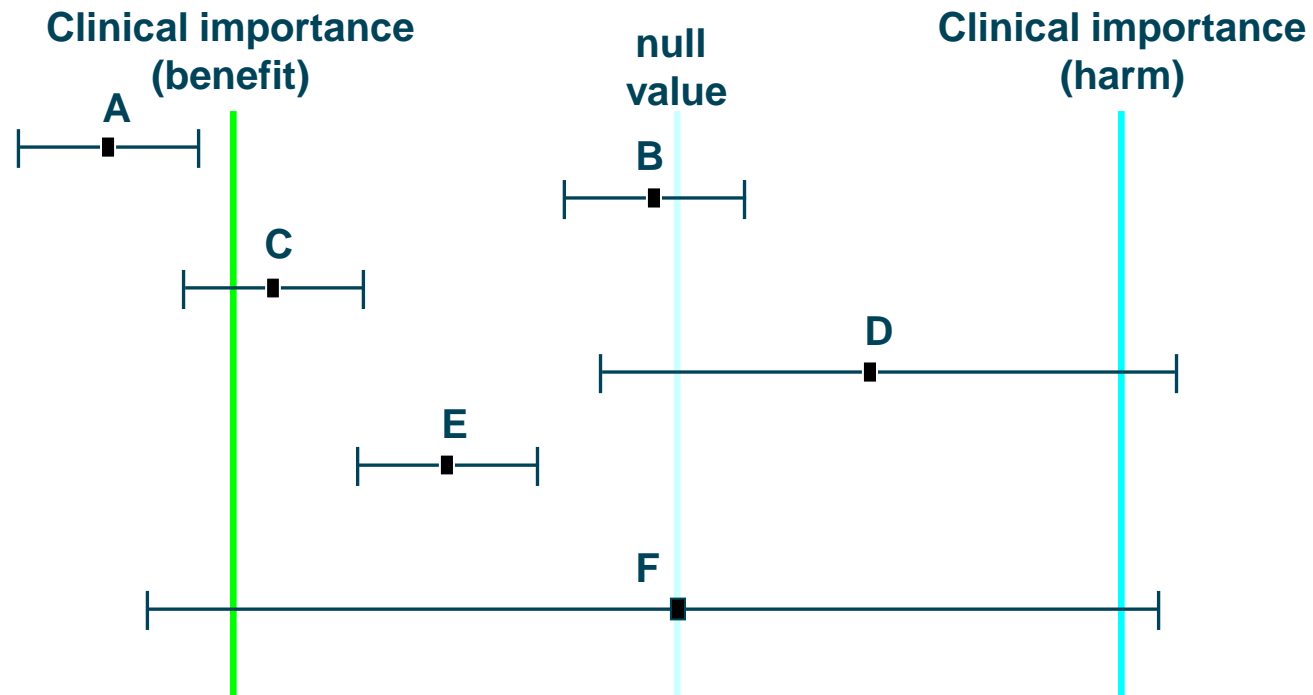 Clinical importance
(benefit)
null
value
Clinical importance
(harm)
A
B
C
D
E
F